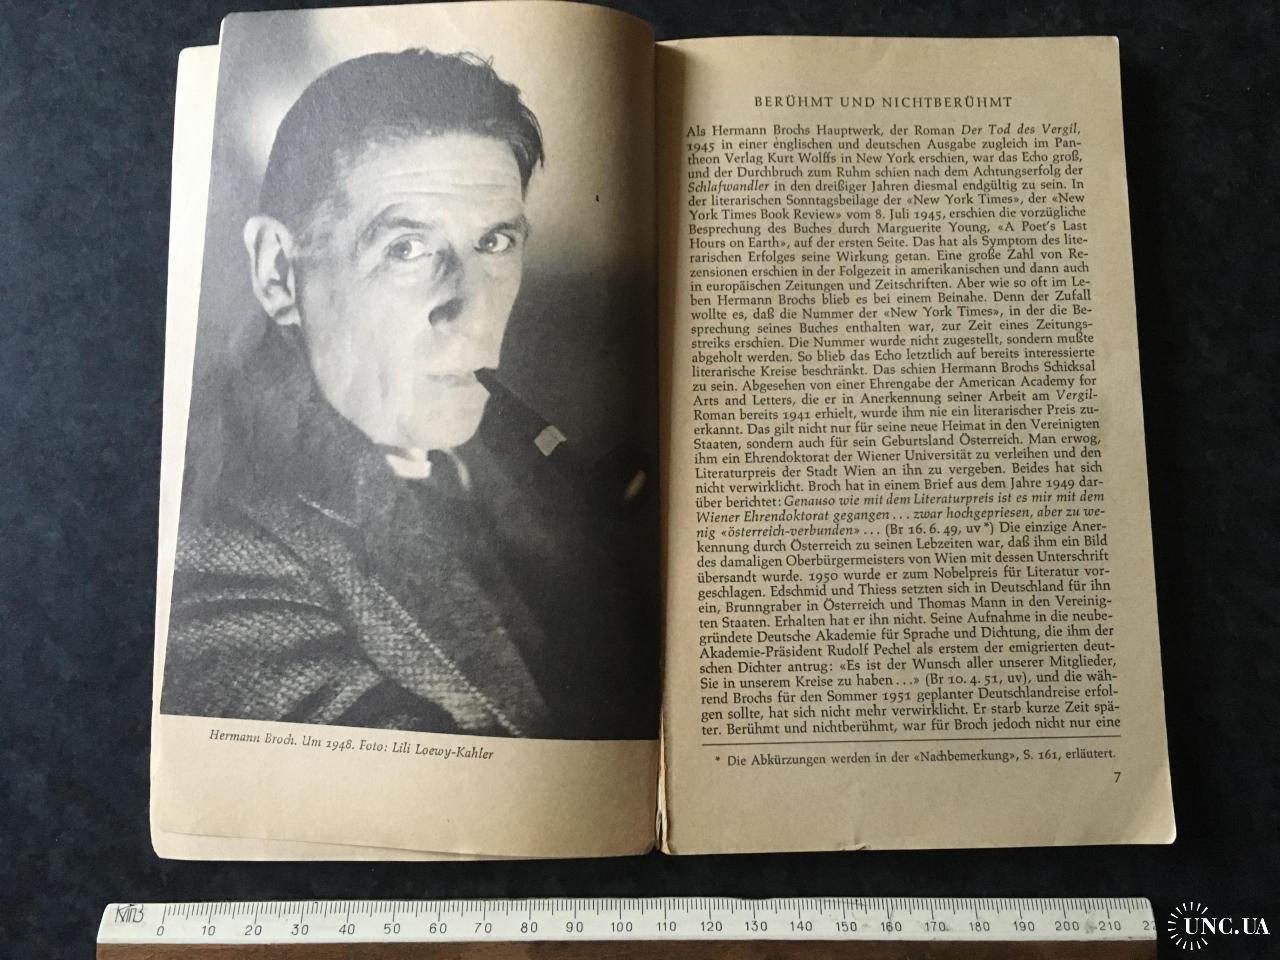 Hermann Broch. Um 1948. Foto: Lili Loewy-Kahler
BERÜHMT UND NICHTBERÜHMT
Als Hermann Brochs Hauptwerk, der Roman Der Tod des Vergil,
1945 in einer englischen und deutschen Ausgabe zugleich im Pan-
theon Verlag Kurt Wolffs in New York erschien, war das Echo groß,
und der Durchbruch zum Ruhm schien nach dem Achtungserfolg der
Schlafwandler in den dreißiger Jahren diesmal endgültig zu sein. In
der literarischen Sonntagsbeilage der «New York Times», der «New
York Times Book Review» vom 8. Juli 1945, erschien die vorzügliche
Besprechung des Buches durch Marguerite Young, «A Poet's Last
Hours on Earth», auf der ersten Seite. Das hat als Symptom des lite-
rarischen Erfolges seine Wirkung getan. Eine große Zahl von Re-
zensionen erschien in der Folgezeit in amerikanischen und dann auch
in europäischen Zeitungen und Zeitschriften. Aber wie so oft im Le-
ben Hermann Brochs blieb es bei einem Beinahe. Denn der Zufall
wollte es, daß die Nummer der «New York Times», in der die Be-
sprechung seines Buches enthalten war, zur Zeit eines Zeitungs-
streiks erschien. Die Nummer wurde nicht zugestellt, sondern mußte
abgeholt werden. So blieb das Echo letztlich auf bereits interessierte
literarische Kreise beschränkt. Das schien Hermann Brochs Schicksal
zu sein. Abgesehen von einer Ehrengabe der American Academy for
Arts and Letters, die er in Anerkennung seiner Arbeit am Vergil-
Roman bereits 1941 erhielt, wurde ihm nie ein literarischer Preis zu-
erkannt. Das gilt nicht nur für seine neue Heimat in den Vereinigten
Staaten, sondern auch für sein Geburtsland Österreich. Man erwog,
ihm ein Ehrendoktorat der Wiener Universität zu verleihen und den
Literaturpreis der Stadt Wien an ihn zu vergeben. Beides hat sich
nicht verwirklicht. Broch hat in einem Brief aus dem Jahre 1949 dar-
über berichtet: Genauso wie mit dem Literaturpreis ist es mir mit dem
Wiener Ehrendoktorat gegangen . . . zwar hochgepriesen, aber zu we-
nig «österreich-verbunden» . . . (Br 16. 6. 49, uv *) Die einzige Aner-
kennung durch Österreich zu seinen Lebzeiten war, daß ihm ein Bild
des damaligen Oberbürgermeisters von Wien mit dessen Unterschrift
übersandt wurde. 1950 wurde er zum Nobelpreis für Literatur vor-
geschlagen. Edschmid und Thiess setzten sich in Deutschland für ihn
ein, Brunngraber in Österreich und Thomas Mann in den Vereinig-
ten Staaten. Erhalten hat er ihn nicht. Seine Aufnahme in die neube-
gründete Deutsche Akademie für Sprache und Dichtung, die ihm der
Akademie-Präsident Rudolf Pechel als erstem der emigrierten deut-
schen Dichter antrug: «Es ist der Wunsch aller unserer Mitglieder,
Sie in unserem Kreise zu haben . . .» (Br 10. 4. 51, uv), und die wäh-
rend Brochs für den Sommer 1951 geplanter Deutschlandreise erfol-
gen sollte, hat sich nicht mehr verwirklicht. Er starb kurze Zeit spä-
ter. Berühmt und nichtberühmt, war für Broch jedoch nicht nur eine
* Die Abkürzungen werden in der «Nachbemerkung», S. 161, erläutert.
7
0 10 20 30 40 50 60 70 80 90 100 110 120 130 140 150 160 170 180 190 200 210
UNC.UA